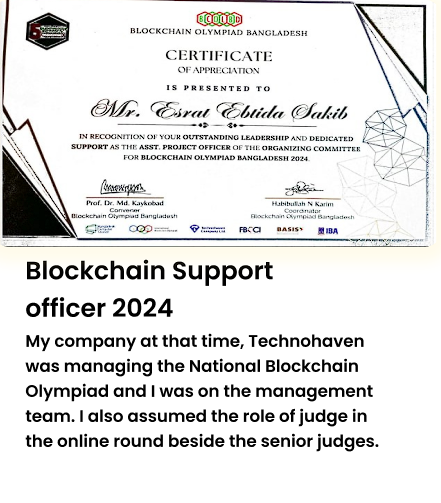 BCOLBD
BLOCKCHAIN OLYMPIAD BANGLADESH
CERTIFICATE
OF APPRECIATION
IS PRESENTED TO
Mr. Esrat Ebtida Sakib
IN RECOGNITION OF YOUR OUTSTANDING LEADERSHIP AND DEDICATED
SUPPORT AS THE ASST. PROJECT OFFICER OF THE ORGANIZING COMMITTEE
FOR BLOCKCHAIN OLYMPIAD BANGLADESH 2024.
Prof. Dr. Md. Kaykobad
Convener
Blockchain Olympiad Bangladesh
Habibullah N Karim
Coordinator
Blockchain Olympiad Bangladesh
Technohaven
Company Ltd.
FBCCI
BASIS
IBA
Blockchain Support
officer 2024
My company at that time, Technohaven
was managing the National Blockchain
Olympiad and I was on the management
team. I also assumed the role of judge in
the online round beside the senior judges.